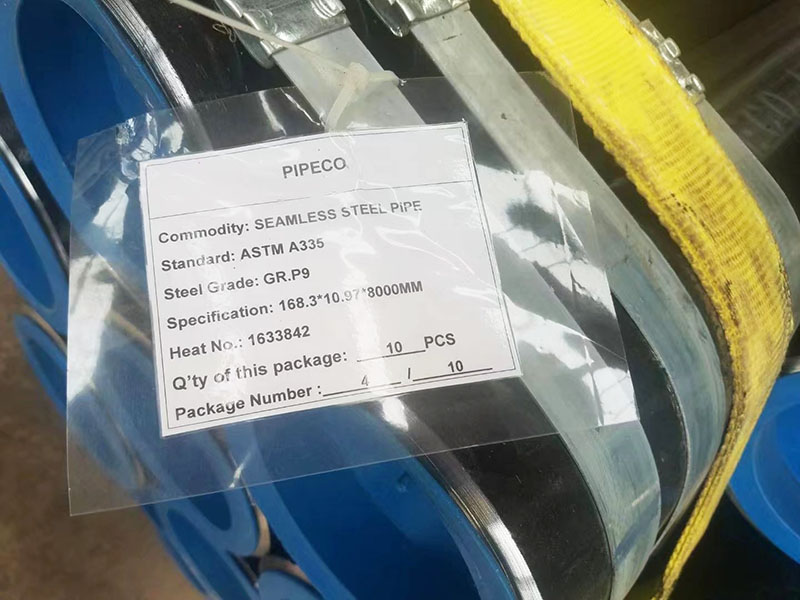 PIPECO
Commodity: SEAMLESS STEEL PIPE
Standard: ASTM A335
Steel Grade: GR.P9
Specification: 168.3*10.97*8000MM
Heat No.: 1633842
Q'ty of this package: 10 PCS
Package Number : 4 / 10